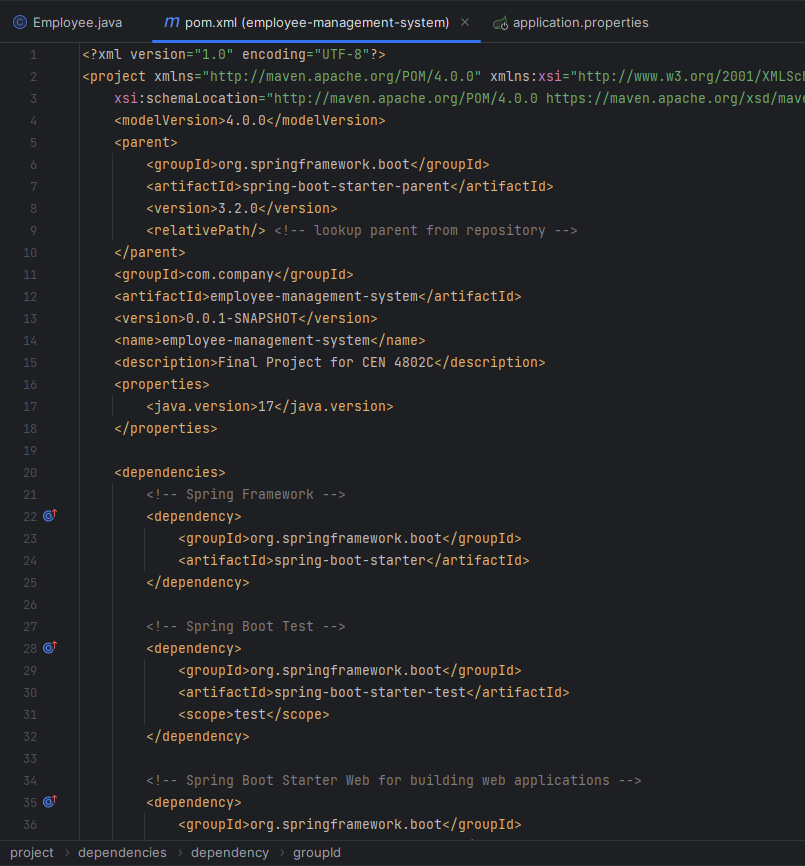 Employee.java pom.xml (employee-management-system) application.properties
1 <?xml version="1.0" encoding="UTF-8"?>
2 <project xmlns="http://maven.apache.org/POM/4.0.0" xmlns:xsi="http://www.w3.org/2001/XMLSch
3 xsi:schemaLocation="http://maven.apache.org/POM/4.0.0 https://maven.apache.org/xsd/mave
4 <modelVersion>4.0.0</modelVersion>
5 <parent>
6 <groupId>org.springframework.boot</groupId>
7 <artifactId>spring-boot-starter-parent</artifactId>
8 <version>3.2.0</version>
9 <relativePath/> <!-- lookup parent from repository -->
10 </parent>
11 <groupId>com.company</groupId>
12 <artifactId>employee-management-system</artifactId>
13 <version>0.0.1-SNAPSHOT</version>
14 <name>employee-management-system</name>
15 <description>Final Project for CEN 4802C</description>
16 <properties>
17 <java.version>17</java.version>
18 </properties>
19
20 <dependencies>
21 <!-- Spring Framework -->
22 <dependency>
23 <groupId>org.springframework.boot</groupId>
24 <artifactId>spring-boot-starter</artifactId>
25 </dependency>
26
27 <!-- Spring Boot Test -->
28 <dependency>
29 <groupId>org.springframework.boot</groupId>
30 <artifactId>spring-boot-starter-test</artifactId>
31 <scope>test</scope>
32 </dependency>
33
34 <!-- Spring Boot Starter Web for building web applications -->
35 <dependency>
36 <groupId>org.springframework.boot</groupId>
project › dependencies › dependency › groupId